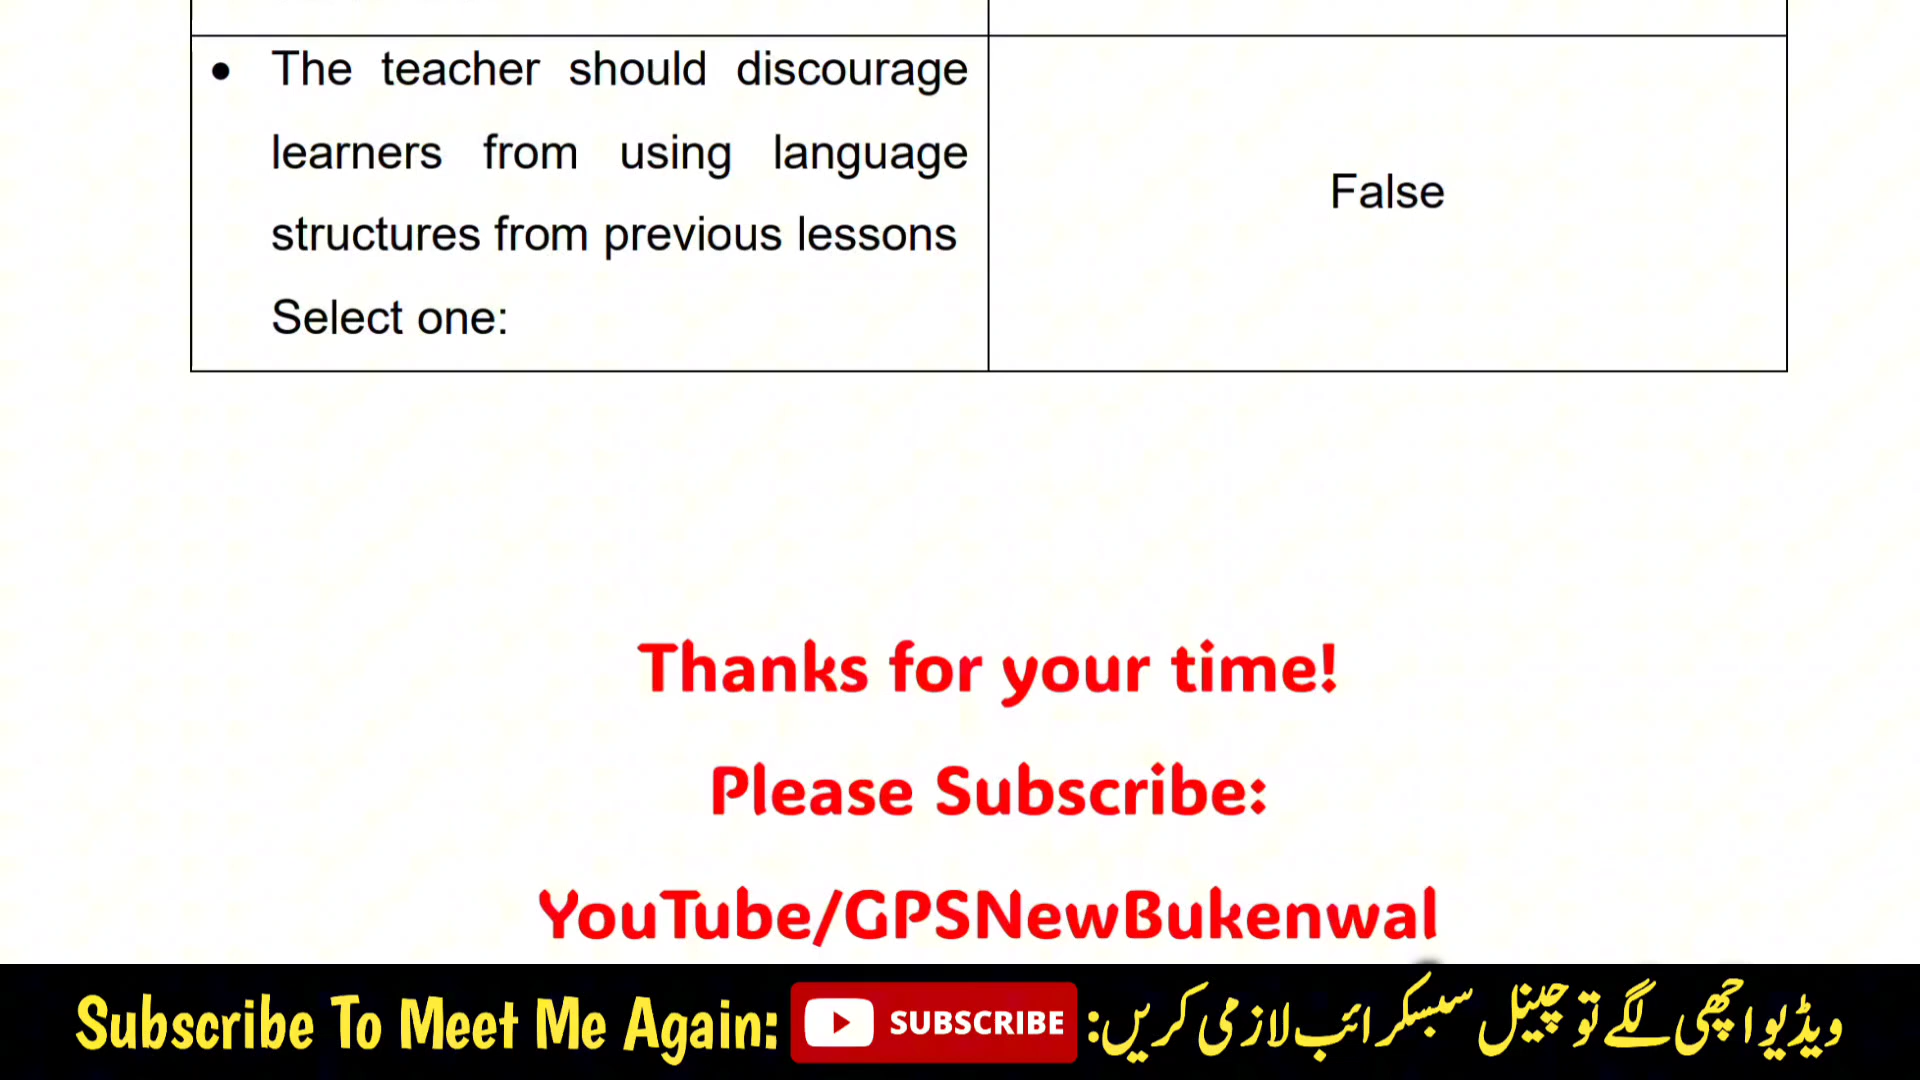 • The teacher should discourage
learners from using language
structures from previous lessons
Select one:
False
Thanks for your time!
Please Subscribe:
YouTube/GPSNewBukenwal
Subscribe To Meet Me Again: SUBSCRIBE ویڈیو اچھی لگے تو چینل سبسکرائب لازمی کریں: